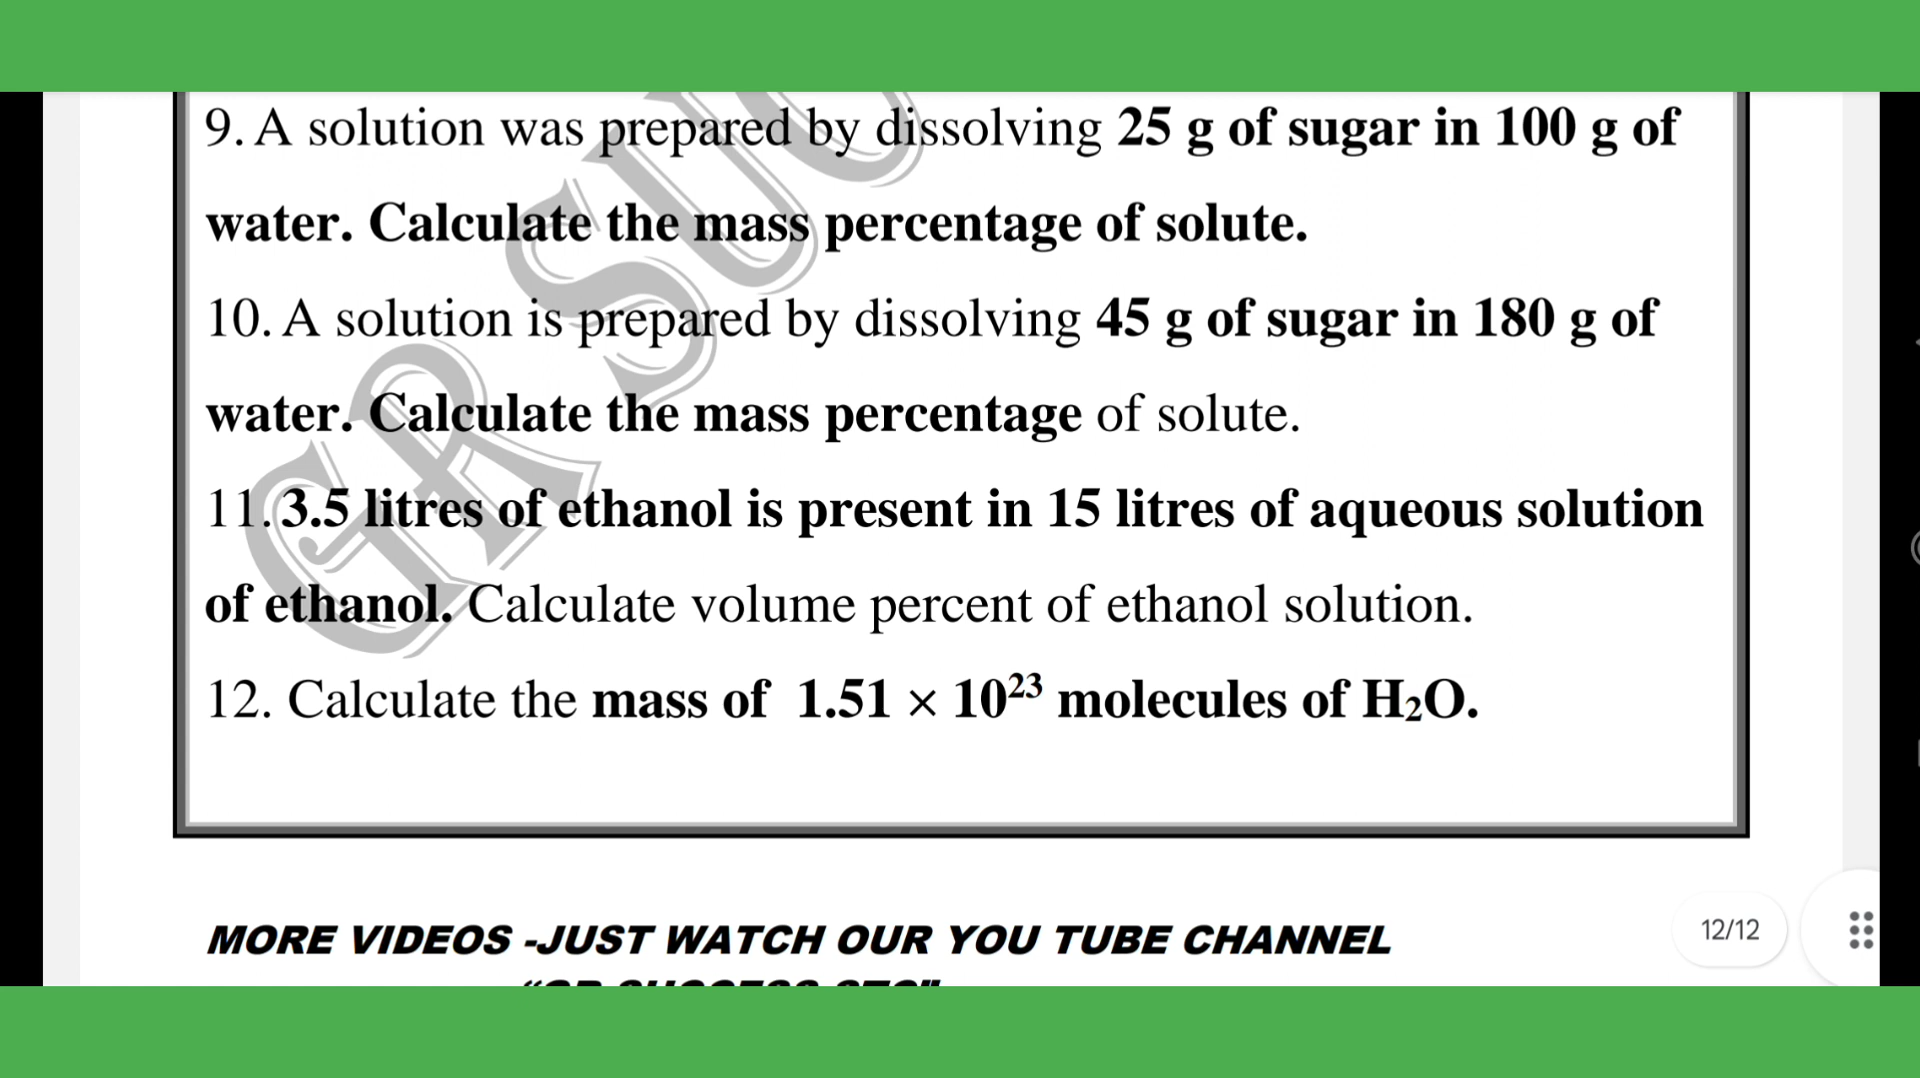 9. A solution was prepared by dissolving 25 g of sugar in 100 g of
water. Calculate the mass percentage of solute.
10. A solution is prepared by dissolving 45 g of sugar in 180 g of
water. Calculate the mass percentage of solute.
11. 3.5 litres of ethanol is present in 15 litres of aqueous solution
of ethanol. Calculate volume percent of ethanol solution.
12. Calculate the mass of 1.51 × 10²³ molecules of H₂O.
MORE VIDEOS -JUST WATCH OUR YOU TUBE CHANNEL
12/12